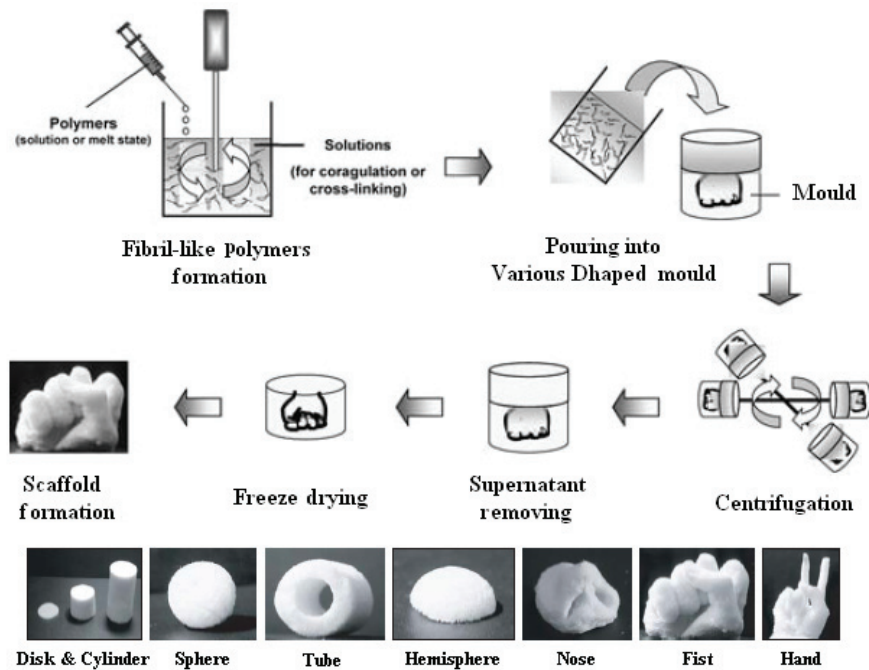 Polymers
(solution or melt state)
Solutions
(for coragulation or
cross-linking)
Fibril-like polymers
formation
Mould
Pouring into
Various Dhaped mould
Scaffold
formation
Freeze drying
Supernatant
removing
Centrifugation
Disk & Cylinder
Sphere
Tube
Hemisphere
Nose
Fist
Hand